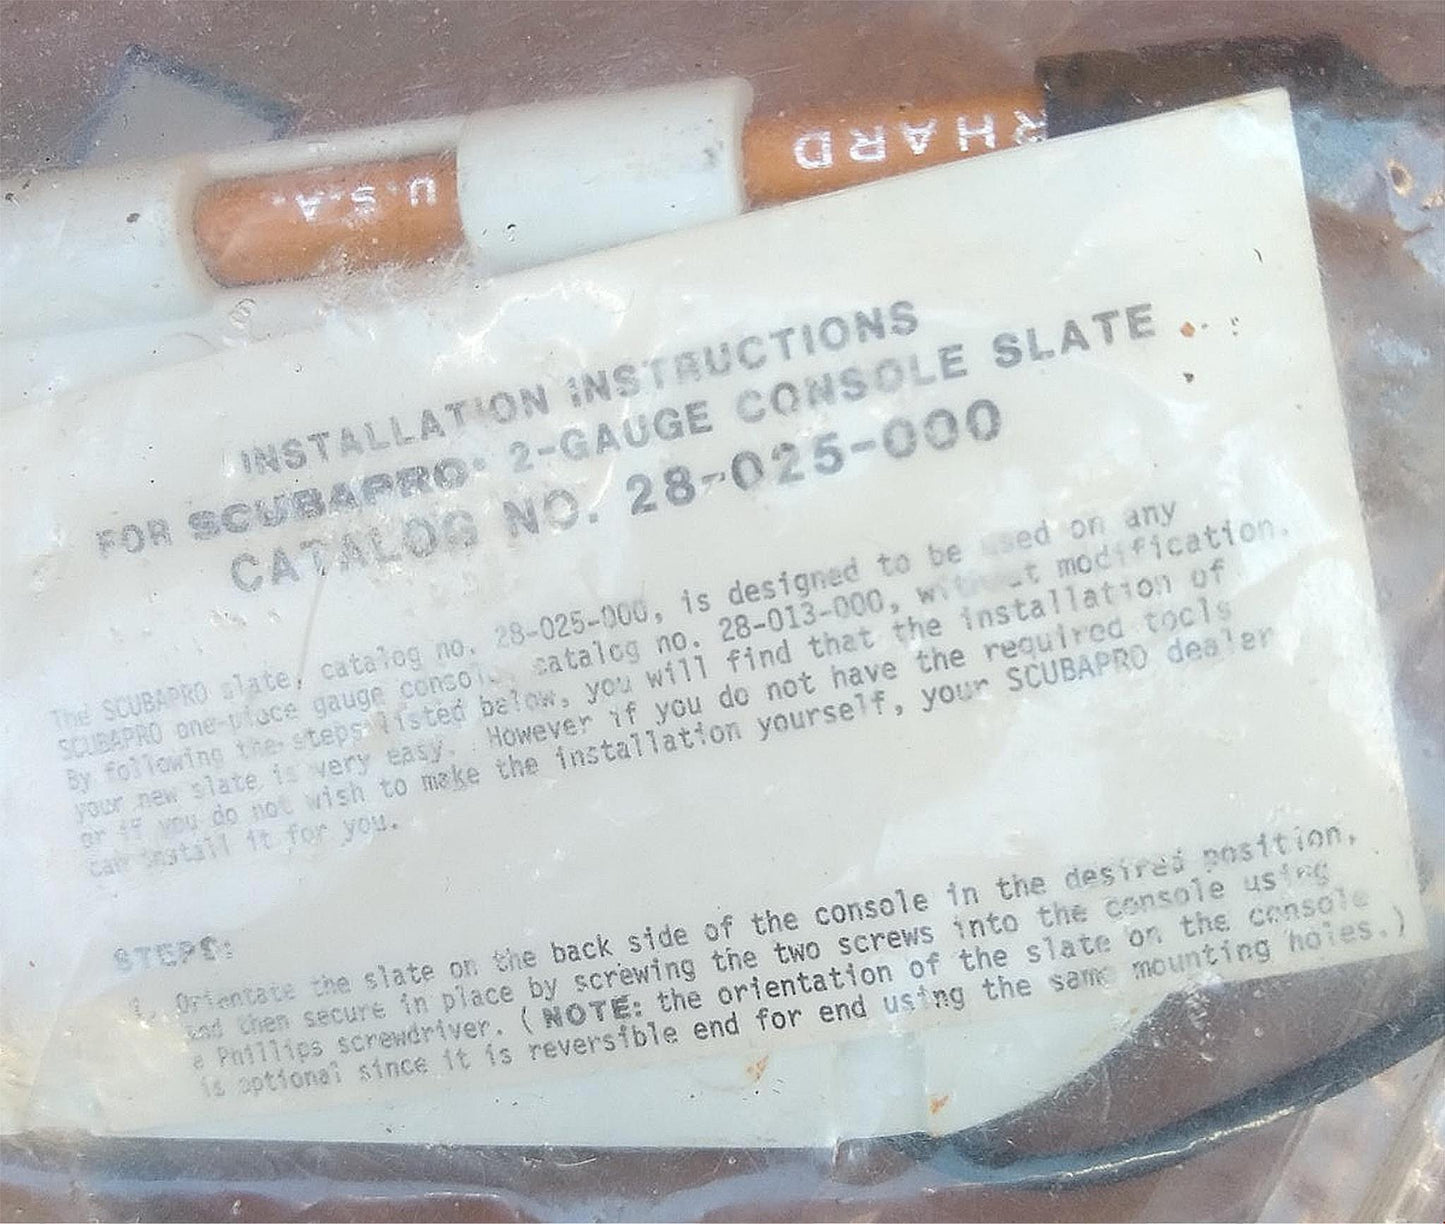 U.S.A.
RHARD
INSTALLATION INSTRUCTIONS
FOR SCUBAPRO® 2-GAUGE CONSOLE SLATE
CATALOG NO. 28-025-000
The SCUBAPRO slate, catalog no. 28-025-000, is designed to be used on any
SCUBAPRO one-piece gauge console, catalog no. 28-013-000, without modification.
By following the steps listed below, you will find that the installation of
your new slate is very easy. However if you do not have the required tools
or if you do not wish to make the installation yourself, your SCUBAPRO dealer
can install it for you.
STEPS:
1. Orientate the slate on the back side of the console in the desired position,
and then secure in place by screwing the two screws into the console using
a Phillips screwdriver. (NOTE: the orientation of the slate on the console
is optional since it is reversible end for end using the same mounting holes.)